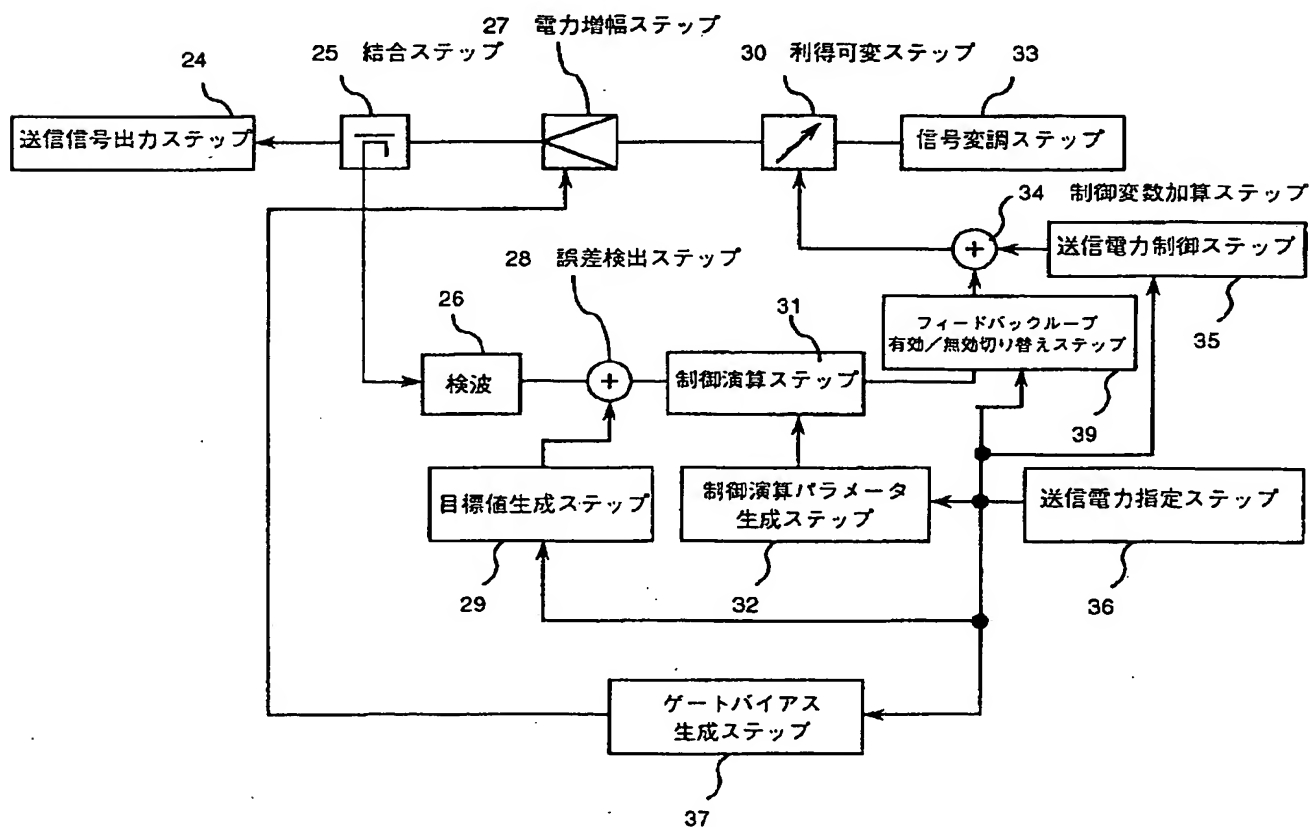 27 電力増幅ステップ
25 結合ステップ
30 利得可変ステップ
33
24
送信信号出力ステップ
信号変調ステップ
34 制御変数加算ステップ
送信電力制御ステップ
28 誤差検出ステップ
26
31
フィードバックループ
有効／無効切り替えステップ
35
検波
+
+
制御演算ステップ
39
目標値生成ステップ
制御演算パラメータ
生成ステップ
送信電力指定ステップ
29
32
36
ゲートバイアス
生成ステップ
37